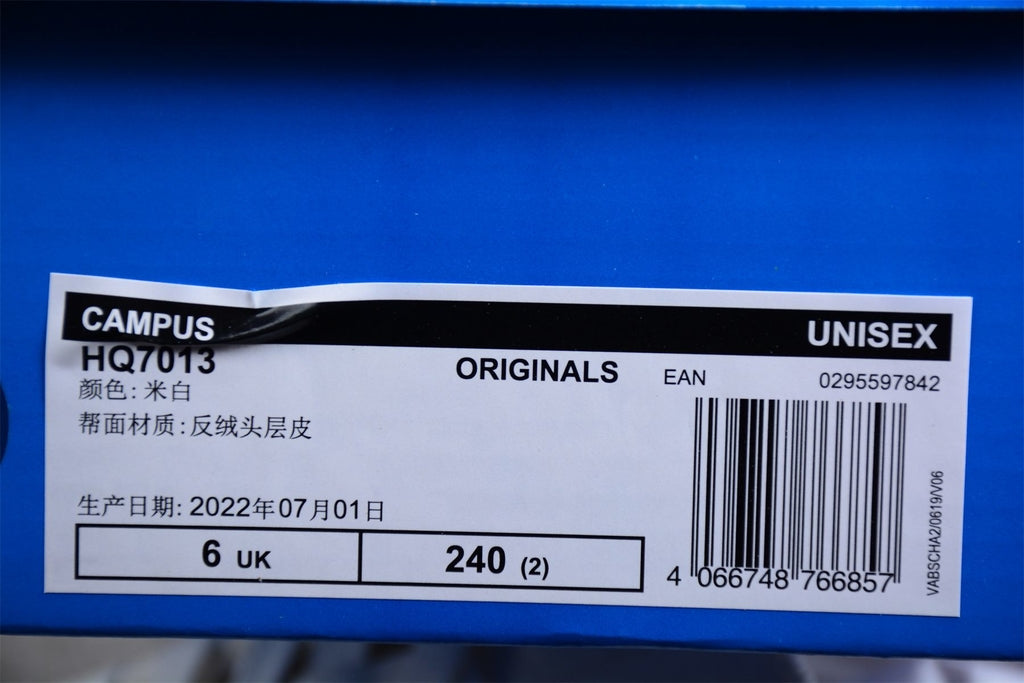 CAMPUS
UNISEX
HQ7013
ORIGINALS
EAN
0295597842
颜色: 米白
帮面材质: 反绒头层皮
生产日期: 2022年07月01日
6 UK
240 (2)
4 066748 766857
VABSCHA2/0619/V06